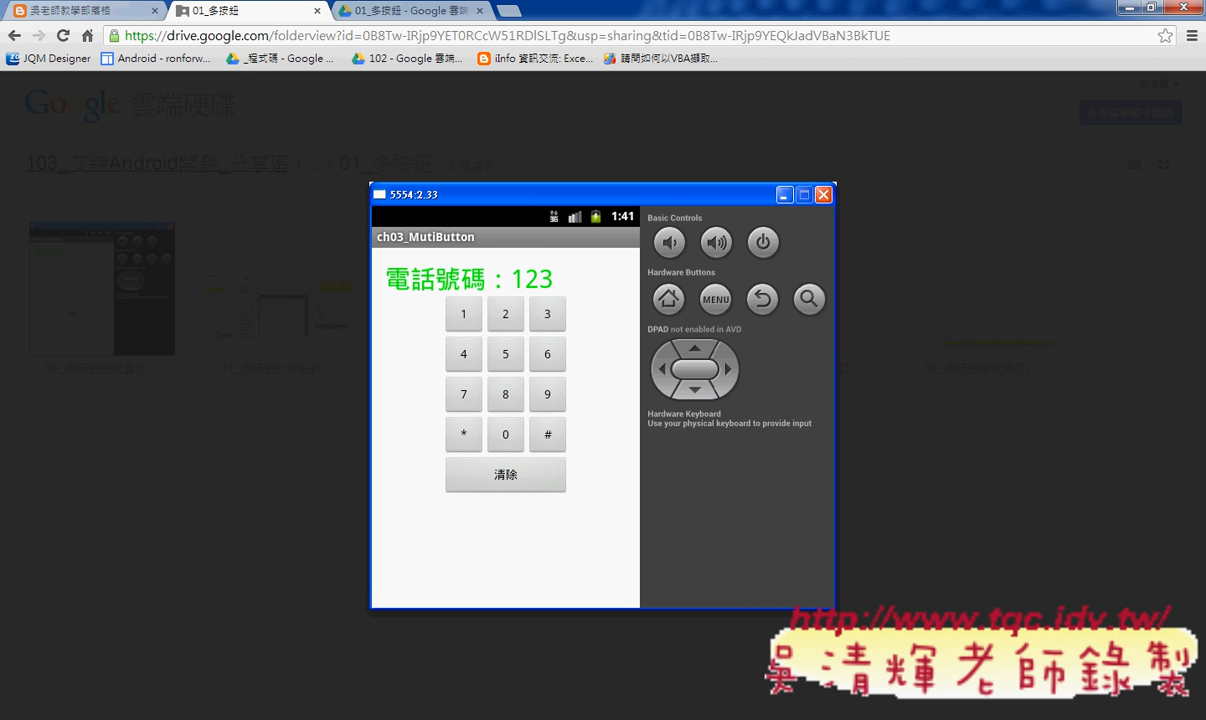 吳老師教學部落格
01_多按鈕
01_多按鈕 - Google 雲端
https://drive.google.com/folderview?id=0B8Tw-IRjp9YET0RCcW51RDlSLTg&usp=sharing&tid=0B8Tw-IRjp9YEQkJadVBaN3BkTUE
JQM Designer
Android - ronforw...
_程式碼 - Google ...
102 - Google 雲端...
iInfo 資訊交流: Exce...
請問如何以VBA擷取...
Google 雲端硬碟
103_艾鍗Android開發_分享區 › ... › 01_多按鈕
5554:2.33
1:41
ch03_MutiButton
電話號碼：123
1 2 3
4 5 6
7 8 9
* 0 #
清除
Basic Controls
Hardware Buttons
MENU
DPAD not enabled in AVD
Hardware Keyboard
Use your physical keyboard to provide input
http://www.tqc.idv.tw/
吳清輝老師錄製